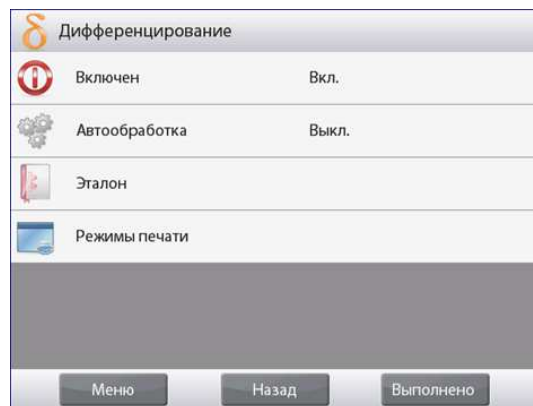 δ Дифференцирование
Включен Вкл.
Автообработка Выкл.
Эталон
Режимы печати
Меню Назад Выполнено